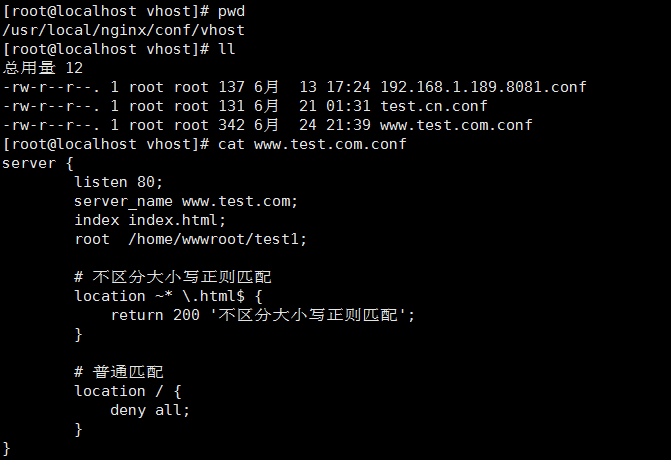 [root@localhost vhost]# pwd
/usr/local/nginx/conf/vhost
[root@localhost vhost]# ll
总用量 12
-rw-r--r--. 1 root root 137 6月  13 17:24 192.168.1.189.8081.conf
-rw-r--r--. 1 root root 131 6月  21 01:31 test.cn.conf
-rw-r--r--. 1 root root 342 6月  24 21:39 www.test.com.conf
[root@localhost vhost]# cat www.test.com.conf
server {
        listen 80;
        server_name www.test.com;
        index index.html;
        root  /home/wwwroot/test1;

        # 不区分大小写正则匹配
        location ~* \.html$ {
            return 200 '不区分大小写正则匹配';
        }

        # 普通匹配
        location / {
            deny all;
        }
}